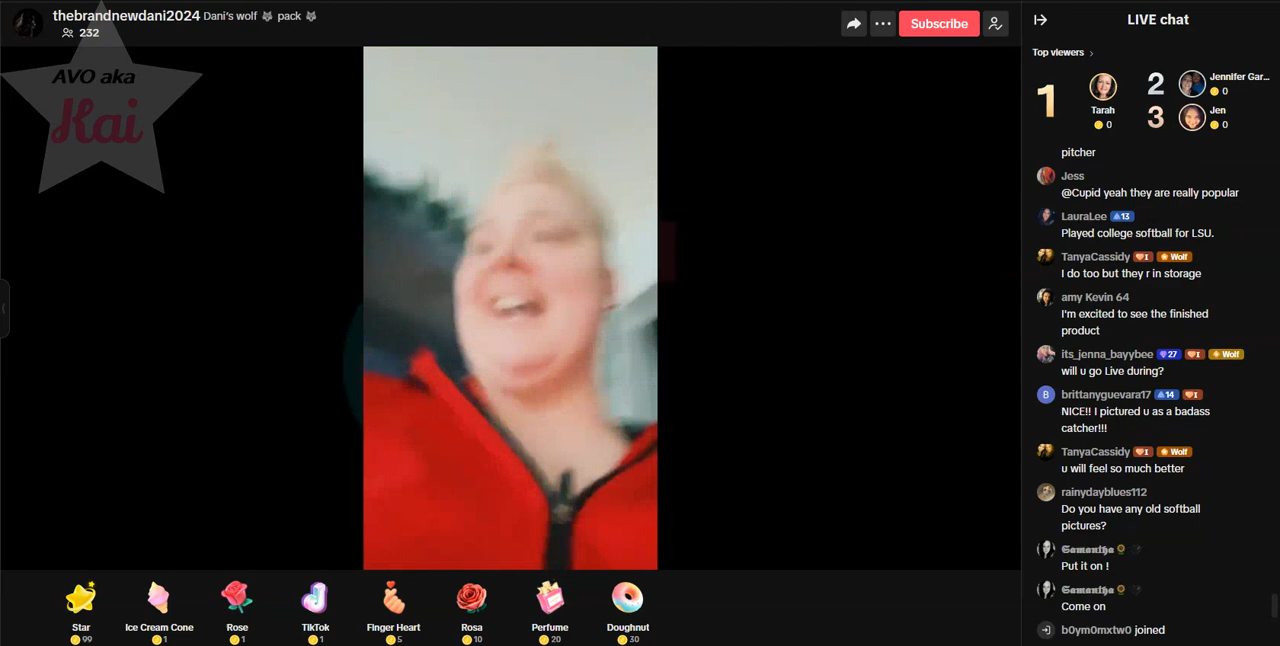 thebrandnewdani2024 Dani's wolf 🐺 pack 🐺
232
Subscribe
AVO aka
Kai
LIVE chat
Top viewers
1
Tarah
0
2
Jennifer Gar...
0
3
Jen
0
pitcher
Jess
@Cupid yeah they are really popular
LauraLee 13
Played college softball for LSU.
TanyaCassidy I Wolf
I do too but they r in storage
amy Kevin 64
I'm excited to see the finished
product
its_jenna_bayybee 27 I Wolf
will u go Live during?
B
brittanyguevara17 14 I
NICE!! I pictured u as a badass
catcher!!!
TanyaCassidy I Wolf
u will feel so much better
rainydayblues112
Do you have any old softball
pictures?
𝕾𝖆𝖒𝖆𝖓𝖙𝖍𝖆 🌻
Put it on !
𝕾𝖆𝖒𝖆𝖓𝖙𝖍𝖆 🌻
Come on
b0ym0mxtw0 joined
Star
99
Ice Cream Cone
1
Rose
1
TikTok
1
Finger Heart
5
Rosa
10
Perfume
20
Doughnut
30